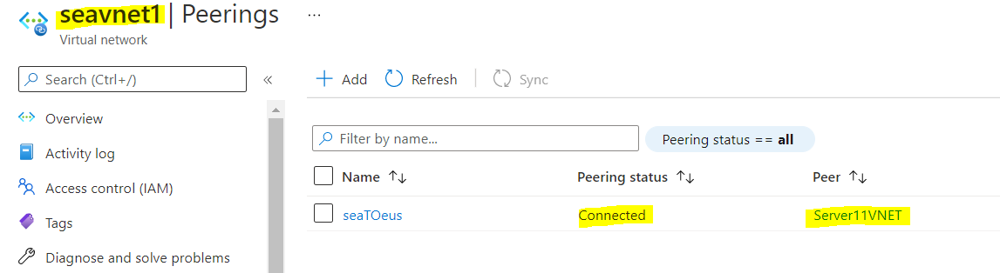 seavnet1 | Peerings ...
Virtual network
Search (Ctrl+/) «
Overview
Activity log
Access control (IAM)
Tags
Diagnose and solve problems
+ Add Refresh Sync
Filter by name... Peering status == all
Name ↑↓ Peering status ↑↓ Peer ↑↓
seaTOeus Connected Server11VNET